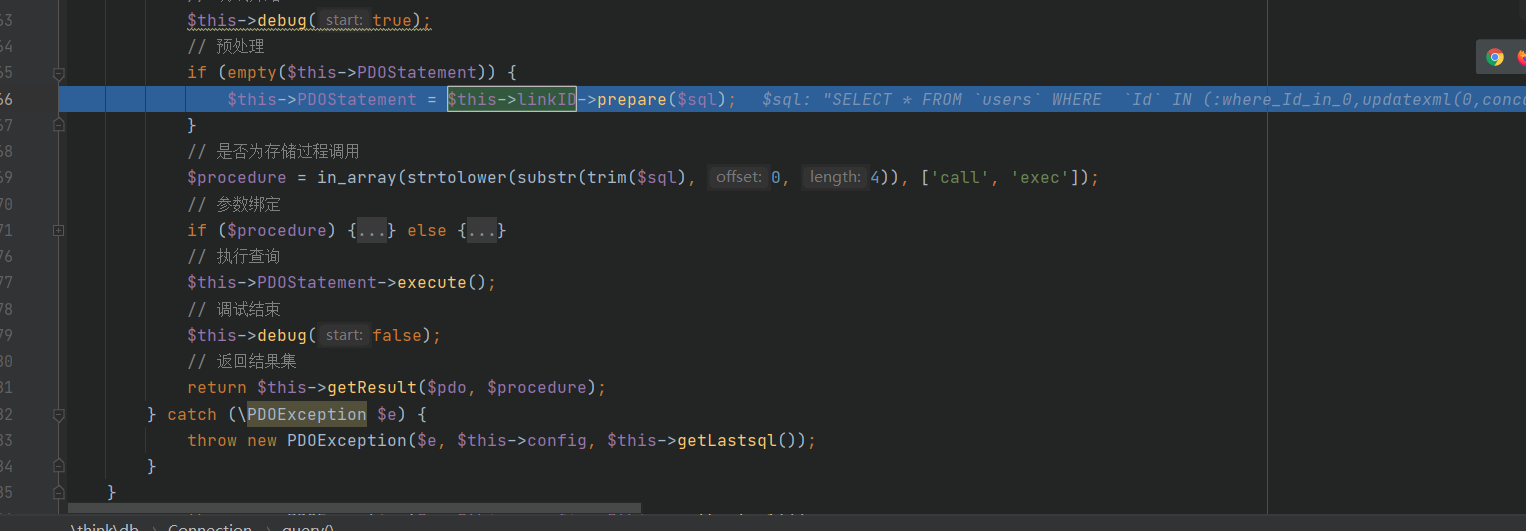 63 $this->debug( start: true);
64 // 预处理
65 if (empty($this->PDOStatement)) {
66 $this->PDOStatement = $this->linkID->prepare($sql); $sql: "SELECT * FROM `users` WHERE  `Id` IN (:where_Id_in_0,updatexml(0,conc
67 }
68 // 是否为存储过程调用
69 $procedure = in_array(strtolower(substr(trim($sql), offset: 0, length: 4)), ['call', 'exec']);
70 // 参数绑定
71 if ($procedure) {...} else {...}
76 // 执行查询
77 $this->PDOStatement->execute();
78 // 调试结束
79 $this->debug( start: false);
80 // 返回结果集
81 return $this->getResult($pdo, $procedure);
82 } catch (\PDOException $e) {
83 throw new PDOException($e, $this->config, $this->getLastsql());
84 }
85 }
\think\db › Connection › query()